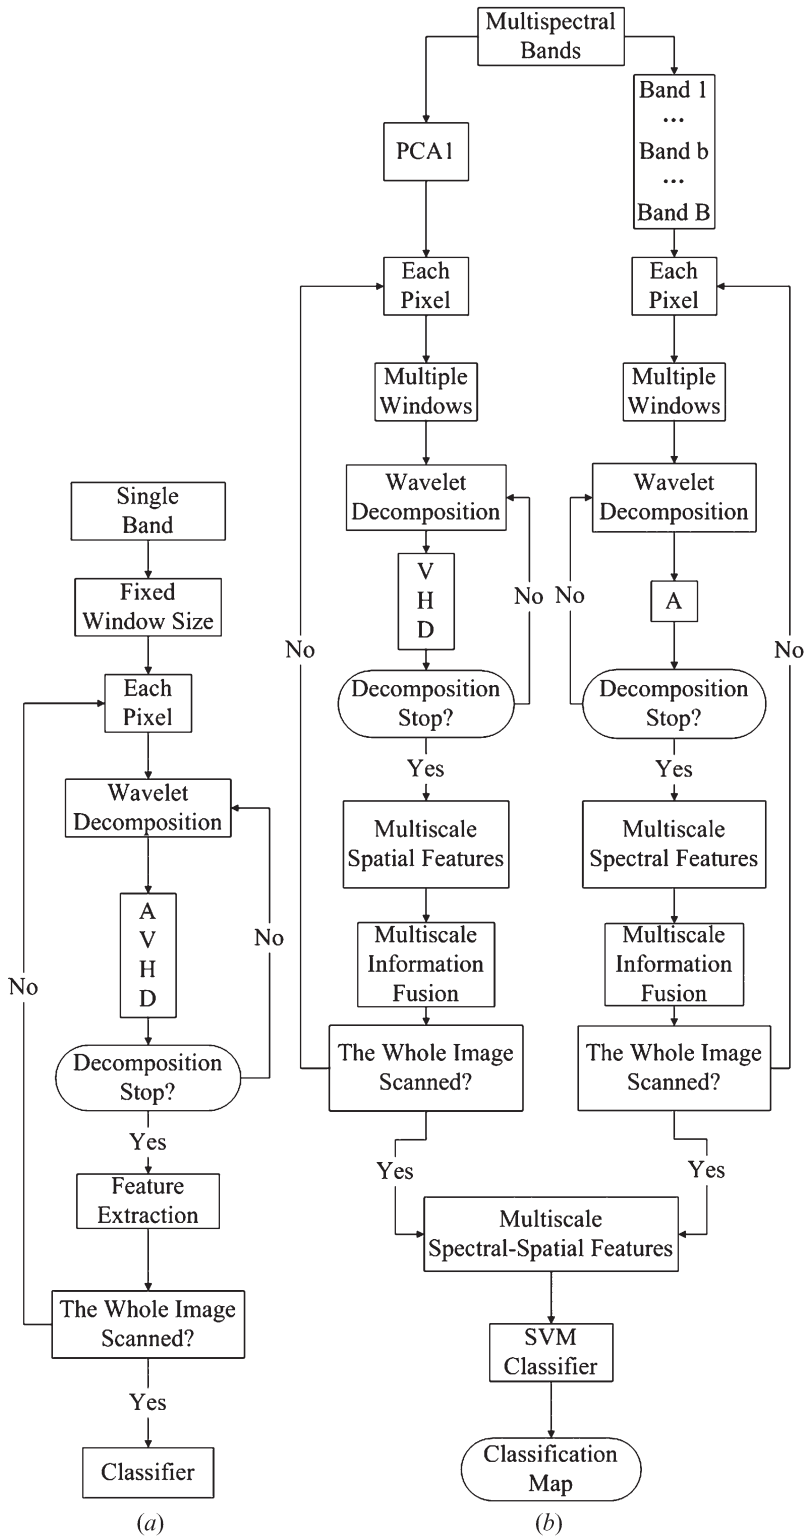 Single
Band
Fixed
Window Size
Each
Pixel
Wavelet
Decomposition
A
V
H
D
No
No
Decomposition
Stop?
Yes
Feature
Extraction
The Whole Image
Scanned?
Yes
Classifier
(a)
Multispectral
Bands
PCA1
Each
Pixel
Multiple
Windows
Wavelet
Decomposition
V
H
D
No
No
Decomposition
Stop?
Yes
Multiscale
Spatial Features
Multiscale
Information
Fusion
The Whole Image
Scanned?
Yes
Band 1
...
Band b
...
Band B
Each
Pixel
Multiple
Windows
Wavelet
Decomposition
A
No
No
Decomposition
Stop?
Yes
Multiscale
Spectral Features
Multiscale
Information
Fusion
The Whole Image
Scanned?
Yes
Multiscale
Spectral-Spatial Features
SVM
Classifier
Classification
Map
(b)